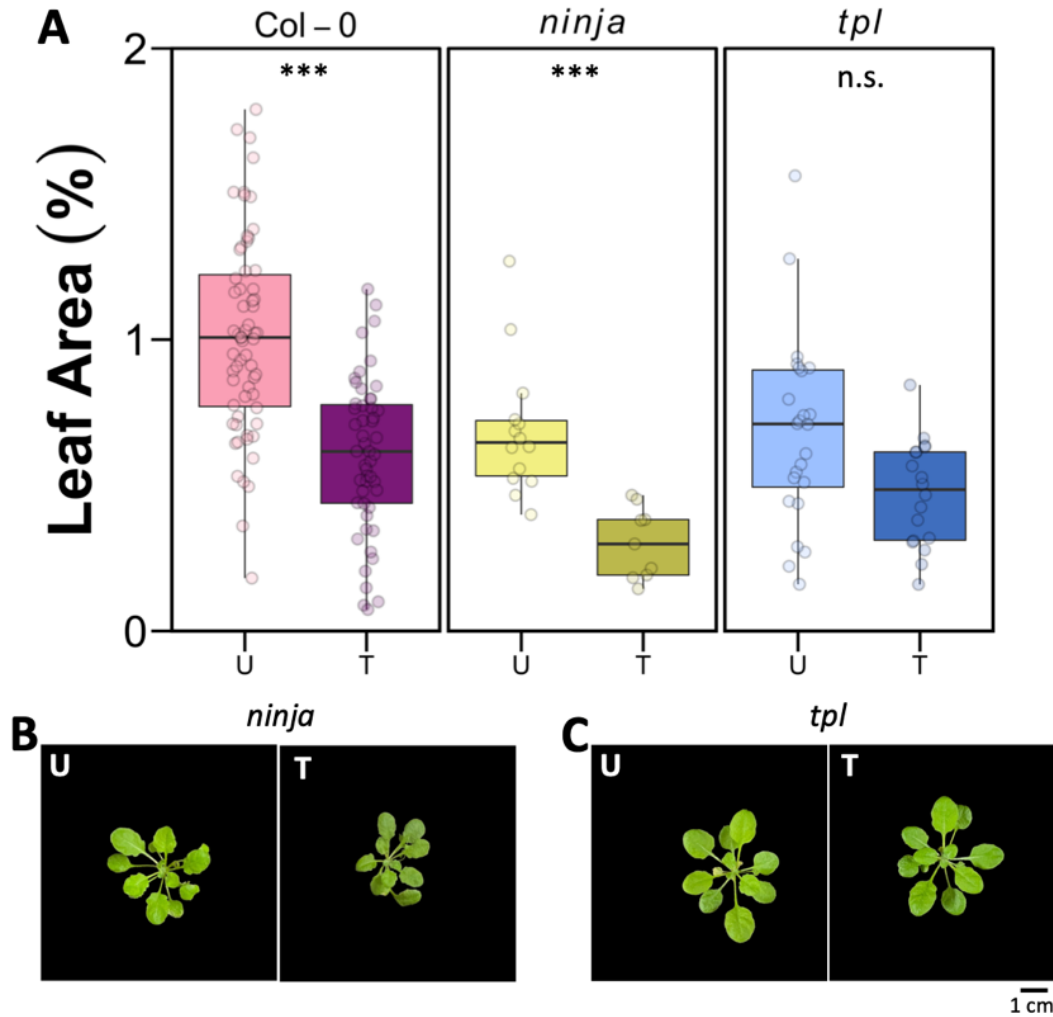 A
Col – 0
ninja
tpl
***
***
n.s.
Leaf Area (%)
2
1
0
U
T
U
T
U
T
B
ninja
U
T
C
tpl
U
T
1 cm